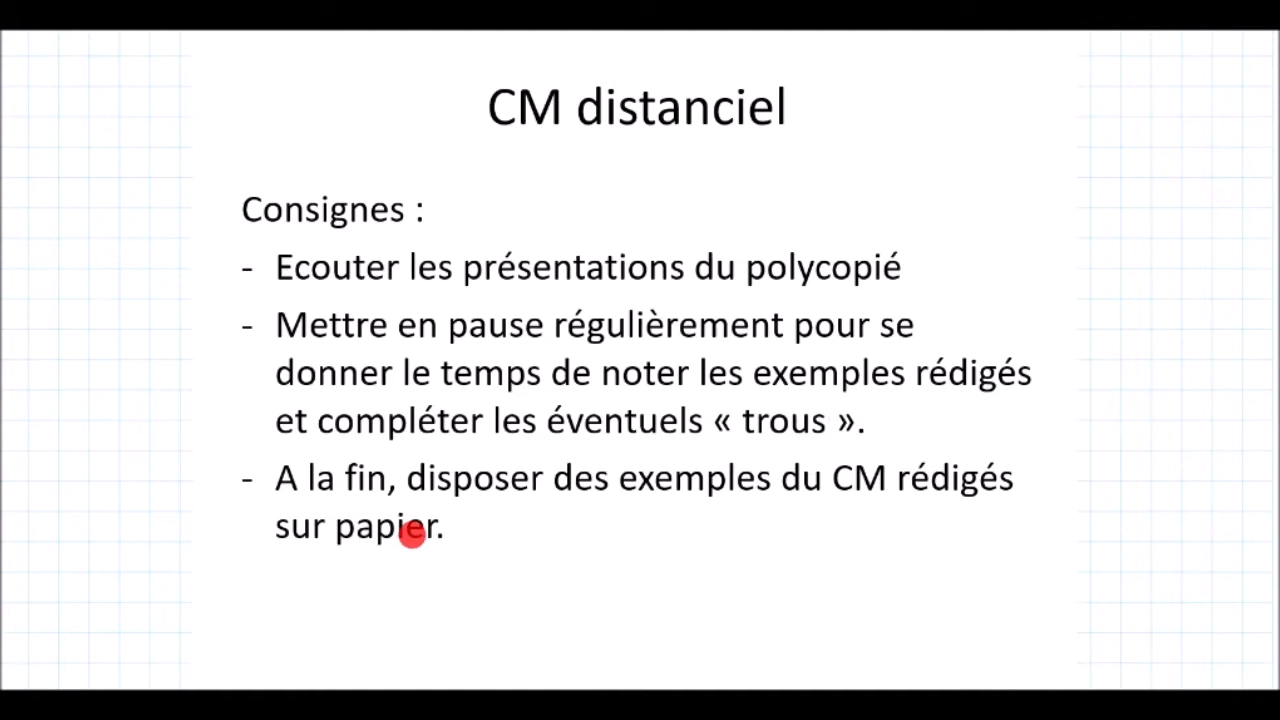 CM distanciel
Consignes :
- Ecouter les présentations du polycopié
- Mettre en pause régulièrement pour se
donner le temps de noter les exemples rédigés
et compléter les éventuels « trous ».
- A la fin, disposer des exemples du CM rédigés
sur papier.